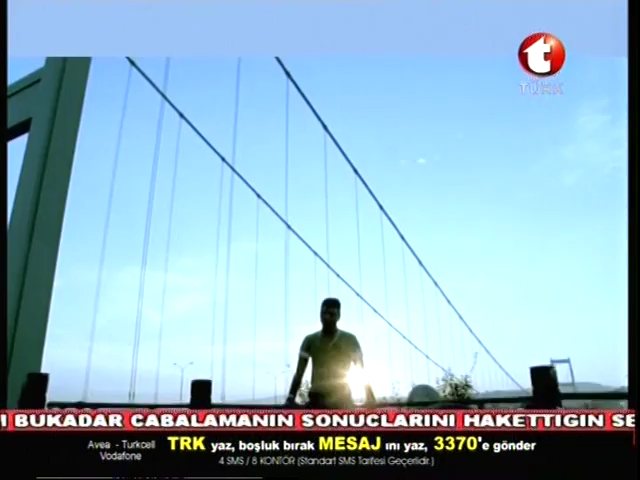 t
TÜRK
M BUKADAR CABALAMANIN SONUCLARINI HAKETTIGIN SE
Avea - Turkcell
Vodafone
TRK yaz, boşluk bırak MESAJ ını yaz, 3370'e gönder
4 SMS / 8 KONTÖR (Standart SMS Tarifesi Geçerlidir.)